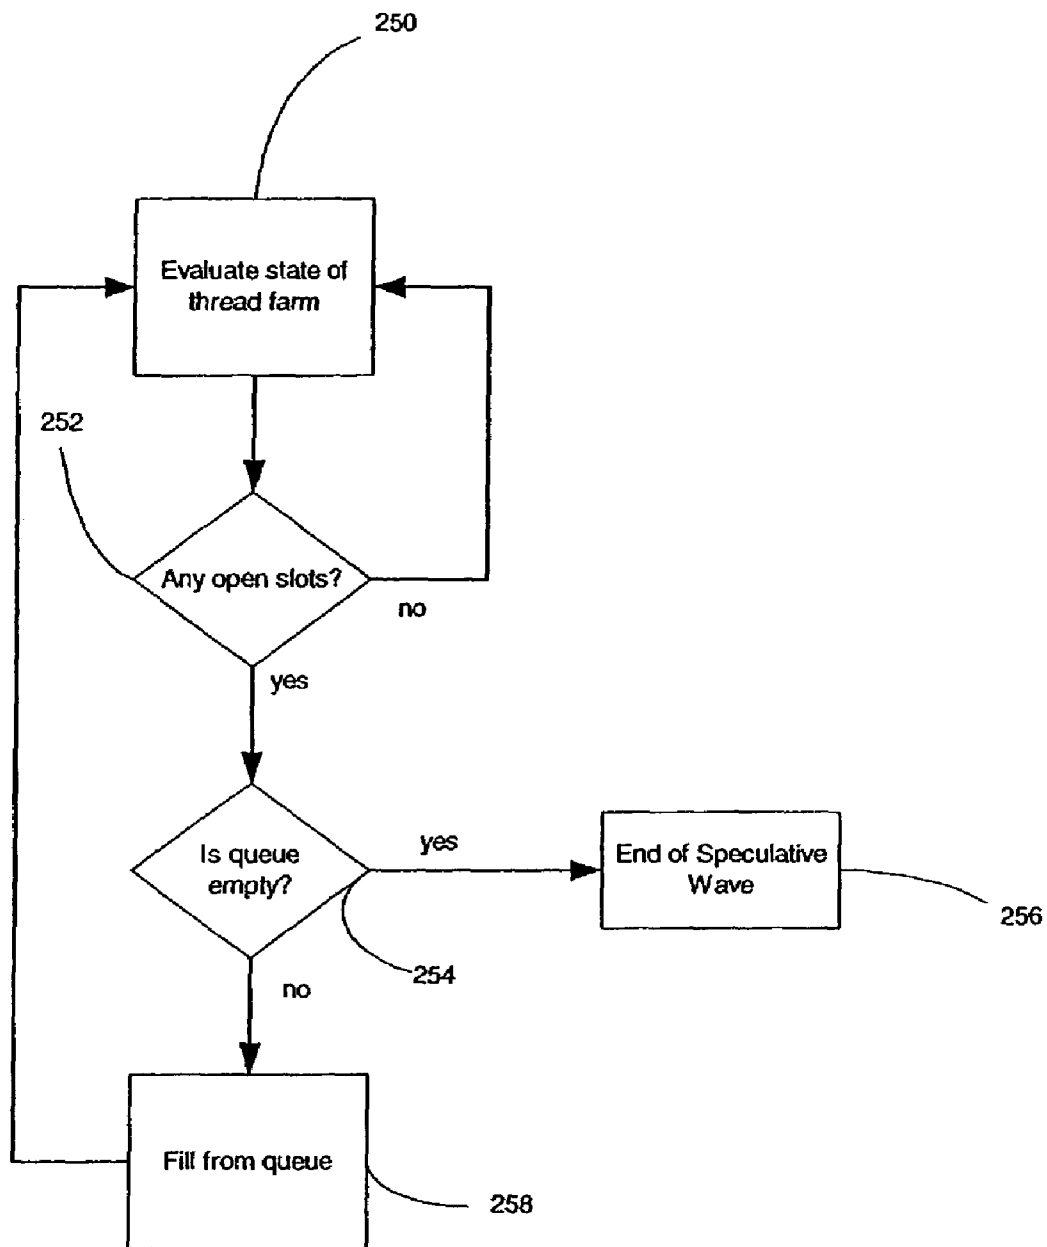 250
Evaluate state of
thread farm
252
Any open slots?
no
yes
Is queue
empty?
yes
End of Speculative
Wave
256
254
no
Fill from queue
258